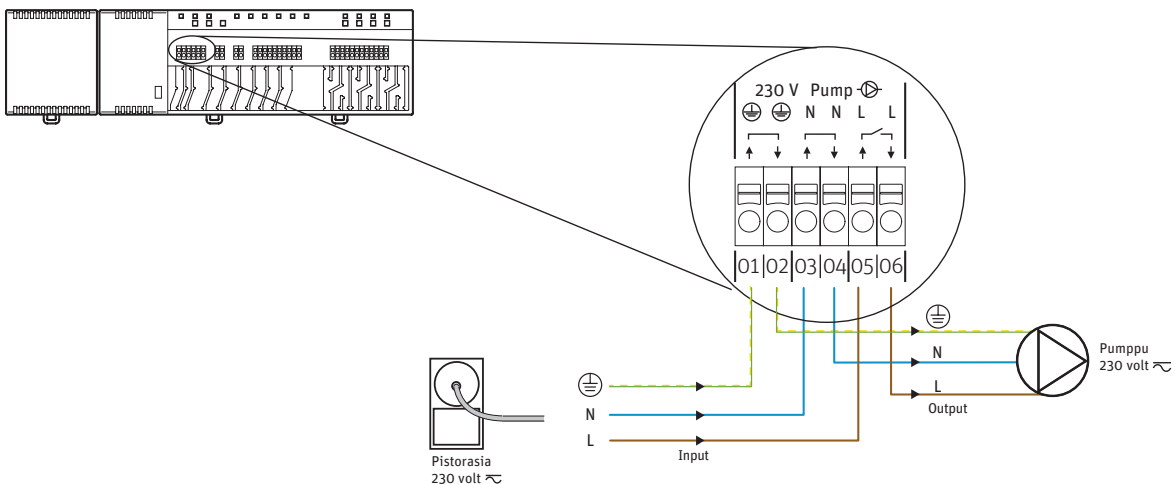 230 V Pump
N N L L
01 02 03 04 05 06
N
L
Output
Pumppu
230 volt
N
L
Input
Pistorasia
230 volt